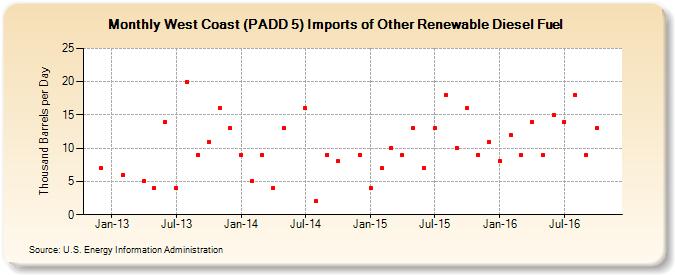 Monthly West Coast (PADD 5) Imports of Other Renewable Diesel Fuel
Thousand Barrels per Day
25
20
15
10
5
0
Jan-13 Jul-13 Jan-14 Jul-14 Jan-15 Jul-15 Jan-16 Jul-16
Source: U.S. Energy Information Administration